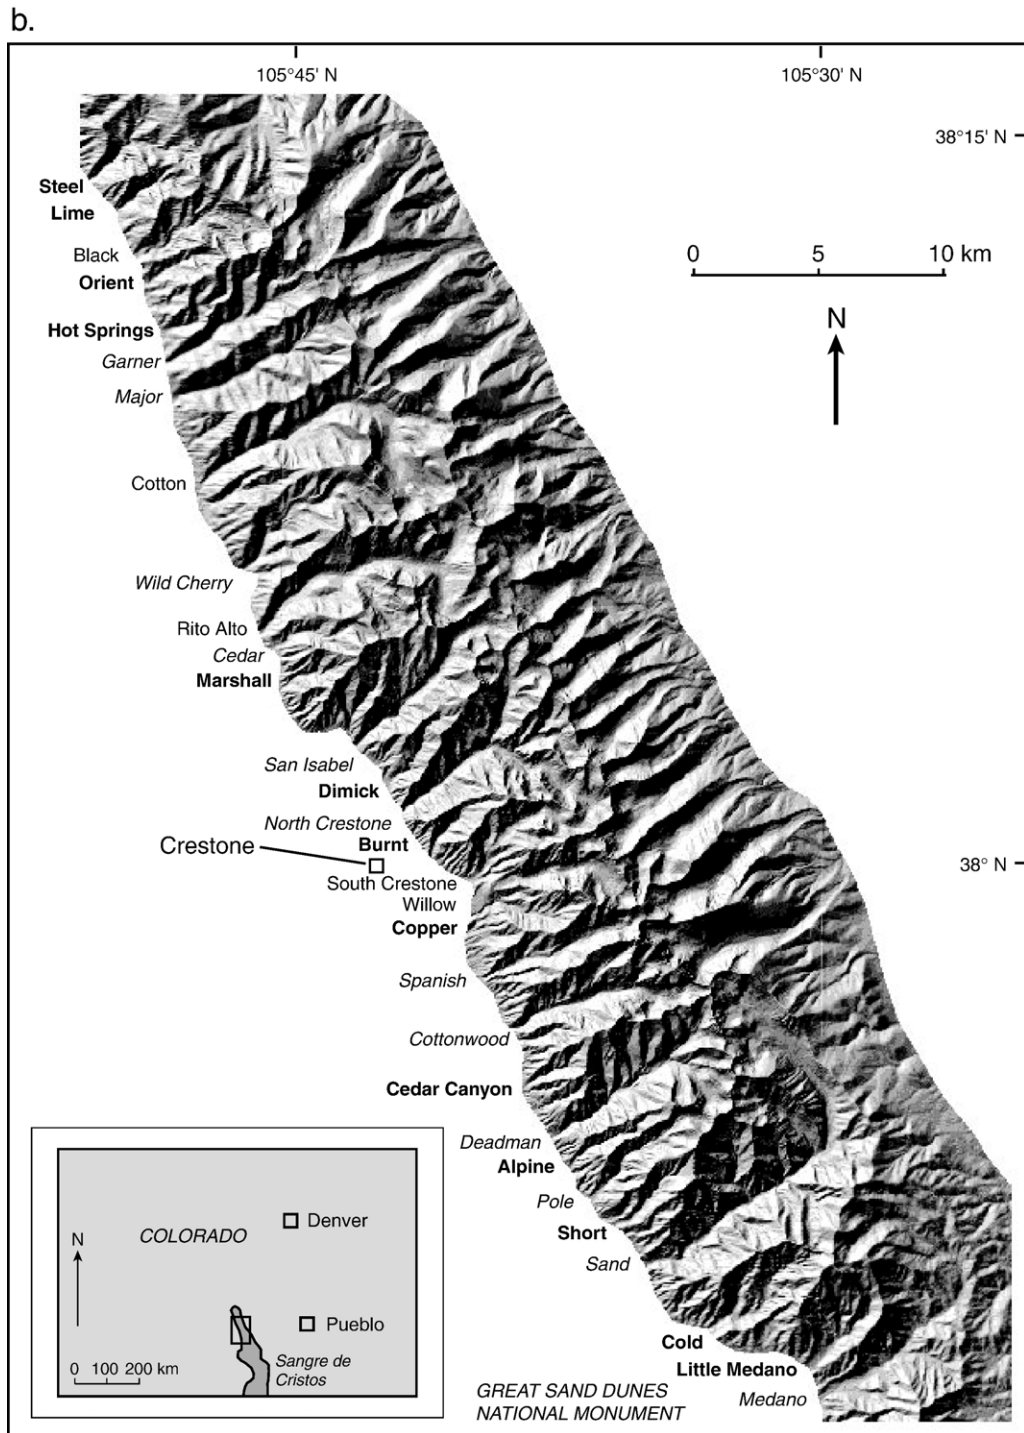 b.
105°45' N
105°30' N
38°15' N
Steel
Lime
Black
Orient
0 5 10 km
Hot Springs
N
Garner
Major
Cotton
Wild Cherry
Rito Alto
Cedar
Marshall
San Isabel
Dimick
North Crestone
Crestone
Burnt
38° N
South Crestone
Willow
Copper
Spanish
Cottonwood
Cedar Canyon
Deadman
Alpine
Pole
Short
Sand
Cold
Little Medano
Medano
GREAT SAND DUNES
NATIONAL MONUMENT
COLORADO
Denver
N
Pueblo
Sangre de
Cristos
0 100 200 km